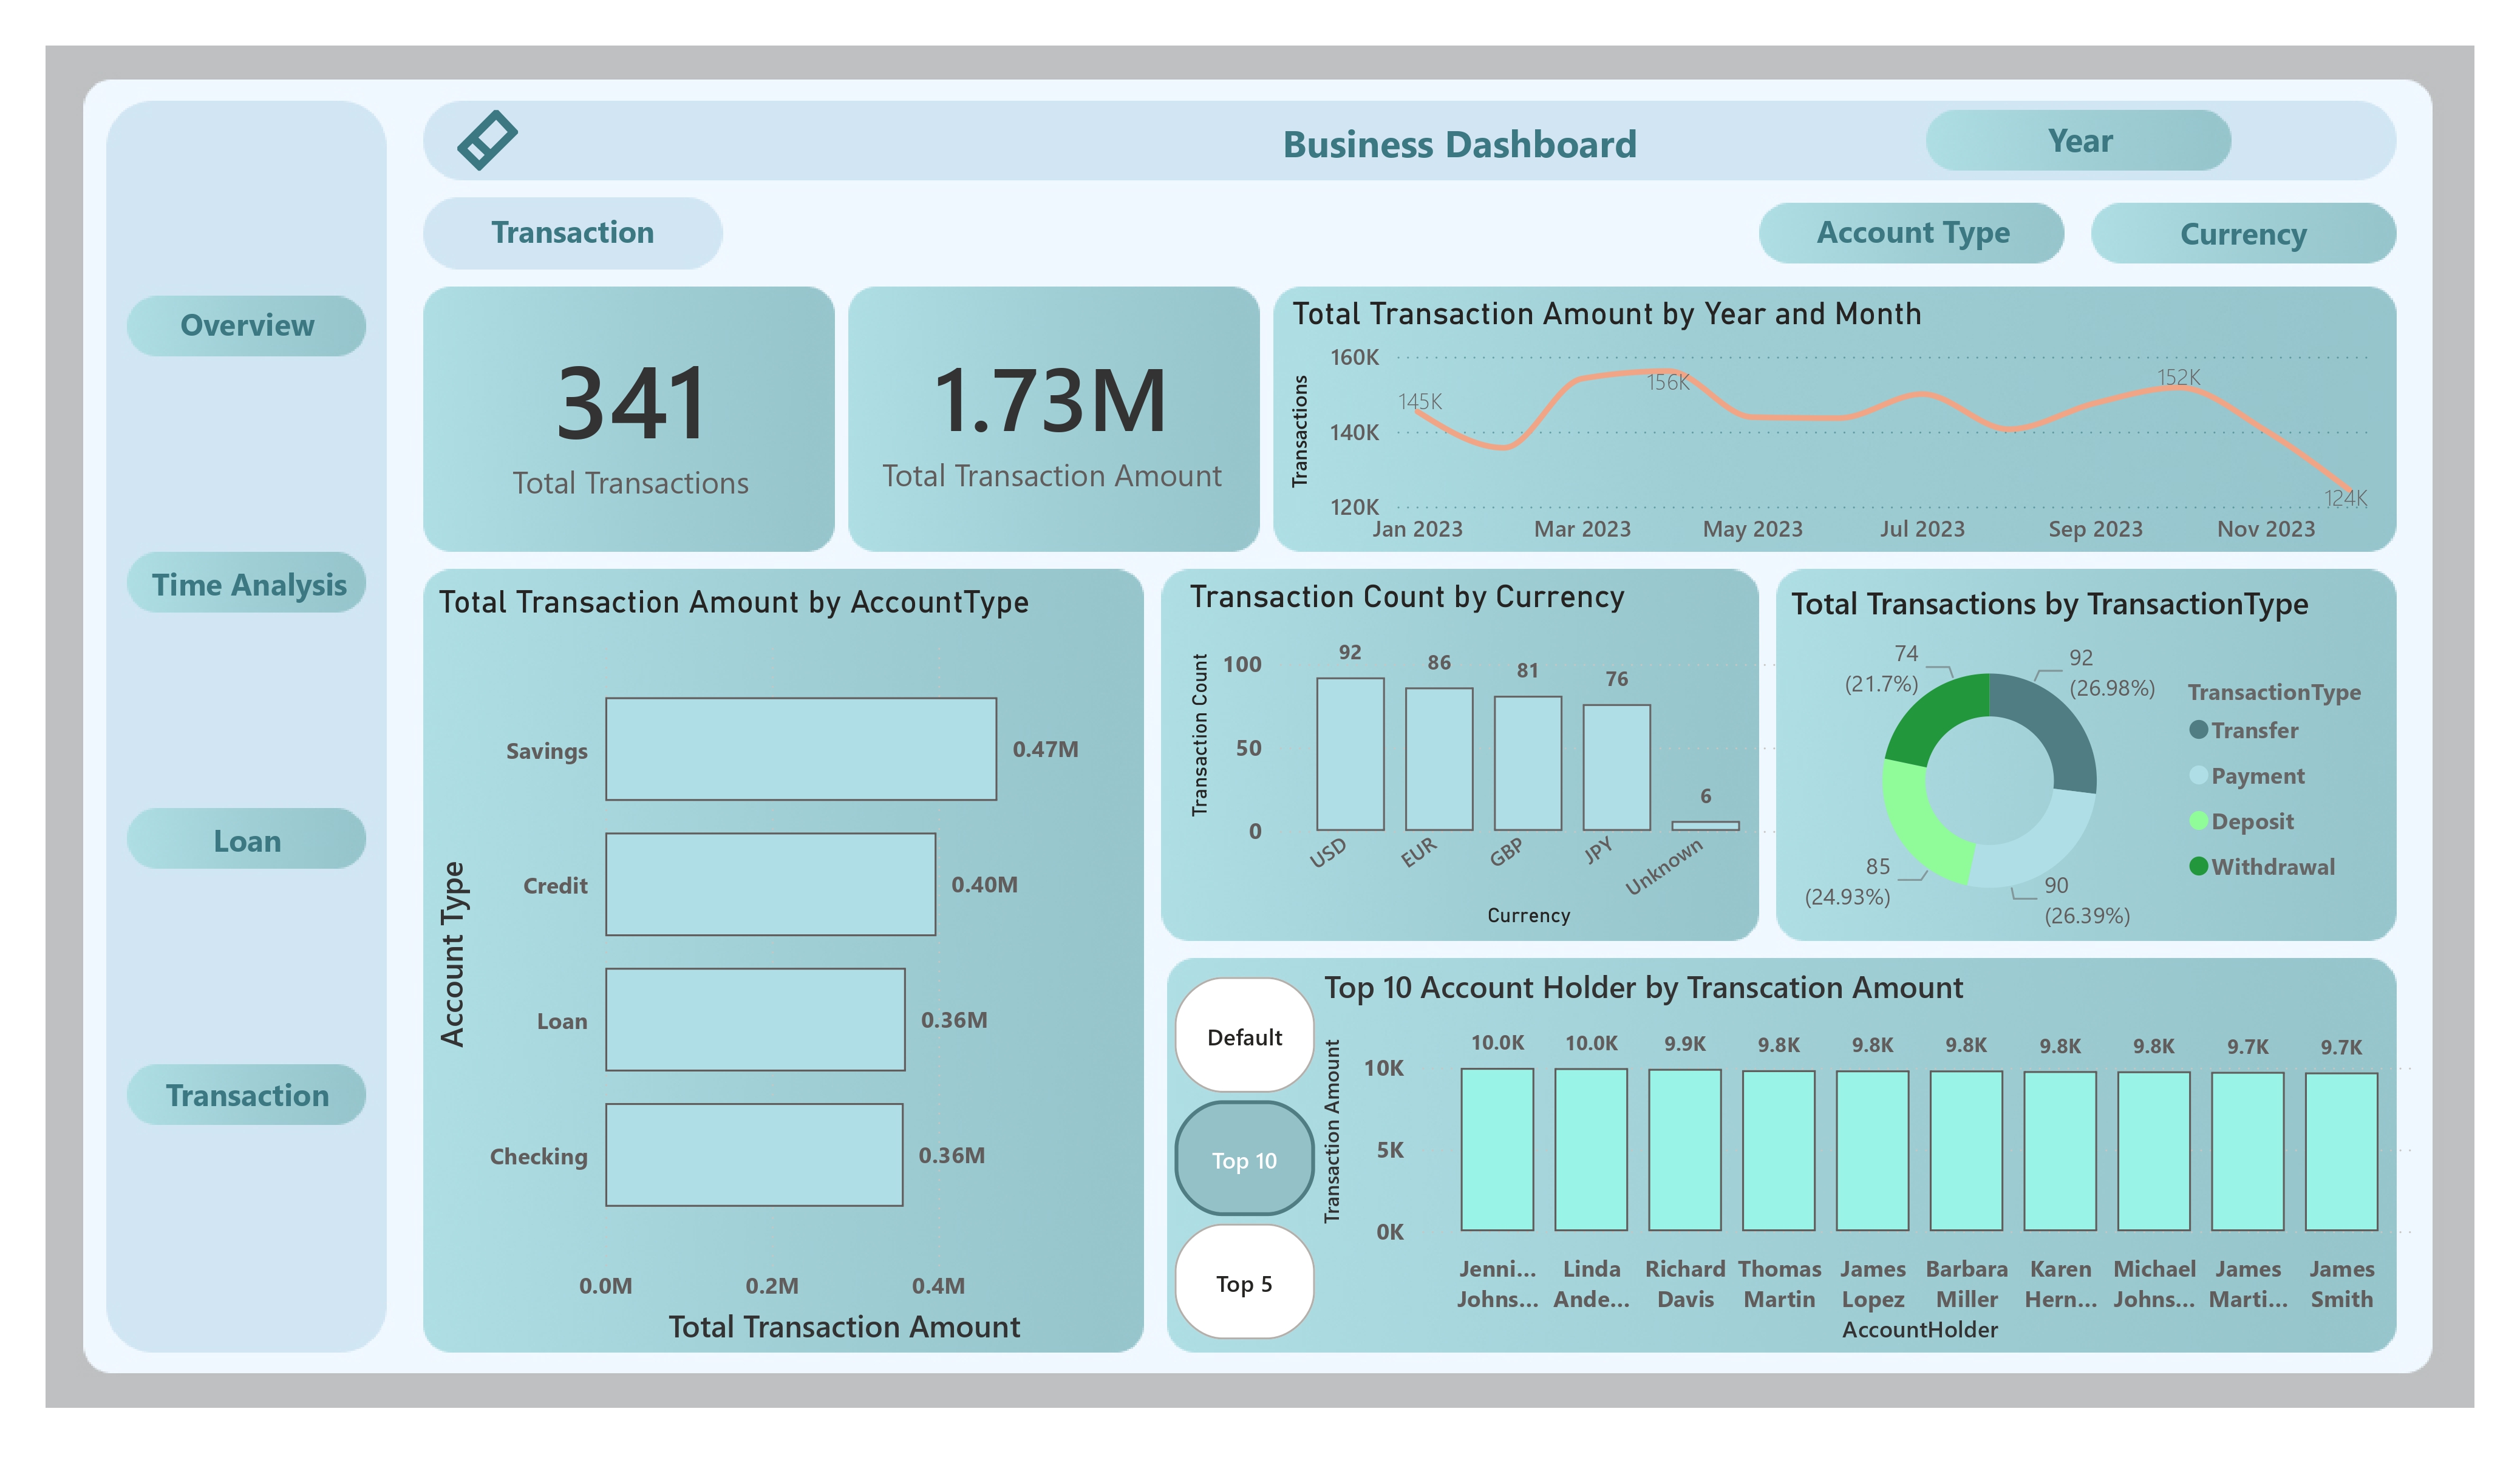 Business Dashboard
Year
Transaction
Account Type
Currency
Overview
Time Analysis
Loan
Transaction
341
Total Transactions
1.73M
Total Transaction Amount
Total Transaction Amount by Year and Month
Transactions
160K
140K
120K
145K
156K
152K
124K
Jan 2023
Mar 2023
May 2023
Jul 2023
Sep 2023
Nov 2023
Total Transaction Amount by AccountType
Account Type
Savings
0.47M
Credit
0.40M
Loan
0.36M
Checking
0.36M
0.0M
0.2M
0.4M
Total Transaction Amount
Transaction Count by Currency
Transaction Count
100
50
0
92
86
81
76
6
USD
EUR
GBP
JPY
Unknown
Currency
Total Transactions by TransactionType
74
(21.7%)
92
(26.98%)
85
(24.93%)
90
(26.39%)
TransactionType
Transfer
Payment
Deposit
Withdrawal
Default
Top 10
Top 5
Top 10 Account Holder by Transcation Amount
Transaction Amount
10K
5K
0K
10.0K
10.0K
9.9K
9.8K
9.8K
9.8K
9.8K
9.8K
9.7K
9.7K
Jenni...
Johns...
Linda
Ande...
Richard
Davis
Thomas
Martin
James
Lopez
Barbara
Miller
Karen
Hern...
Michael
Johns...
James
Marti...
James
Smith
AccountHolder